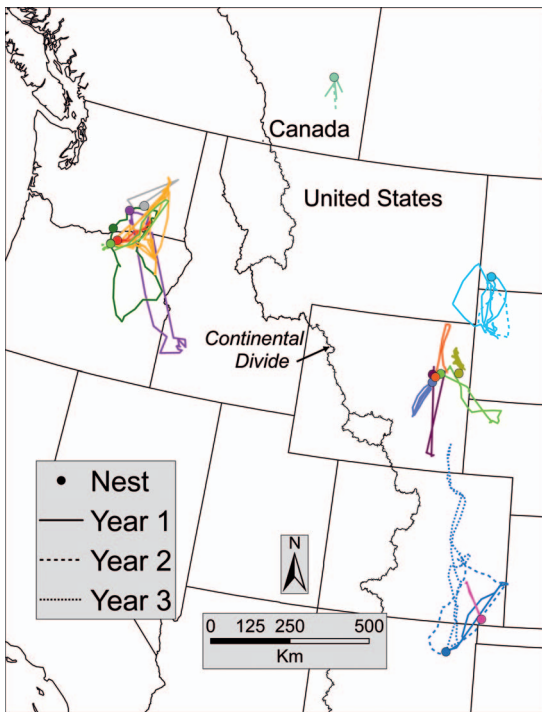 Canada
United States
Continental
Divide
Nest
Year 1
Year 2
Year 3
N
0 125 250 500
Km